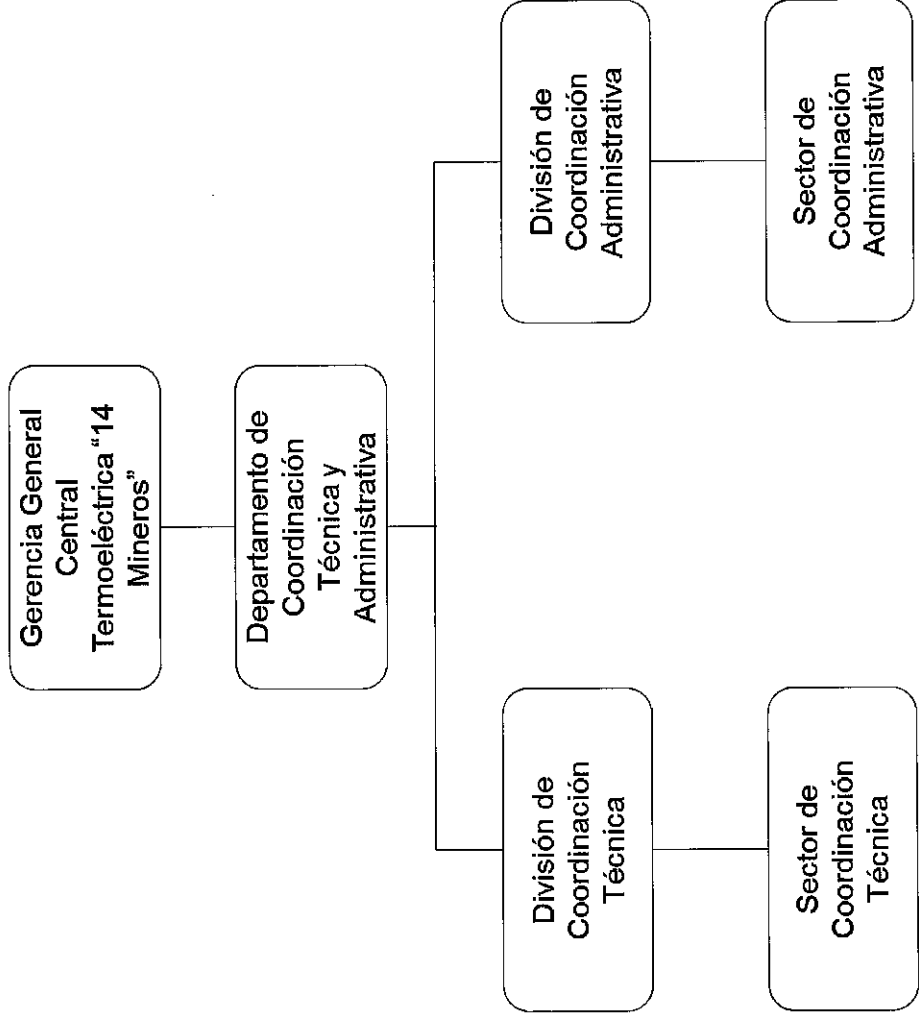 Gerencia General
Central
Termoeléctrica “14
Mineros”
Departamento de
Coordinación
Técnica y
Administrativa
División de
Coordinación
Técnica
División de
Coordinación
Administrativa
Sector de
Coordinación
Técnica
Sector de
Coordinación
Administrativa